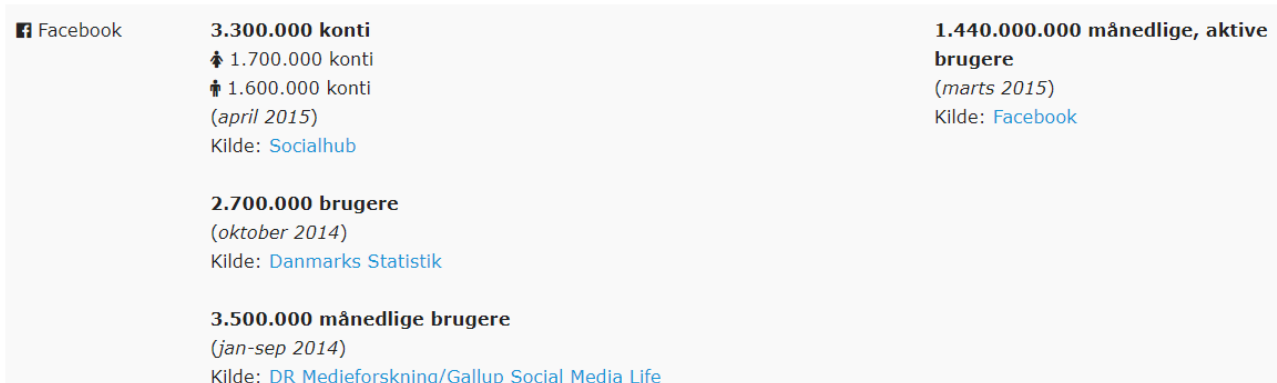 Facebook
3.300.000 konti
1.700.000 konti
1.600.000 konti
(april 2015)
Kilde: Socialhub
2.700.000 brugere
(oktober 2014)
Kilde: Danmarks Statistik
3.500.000 månedlige brugere
(jan-sep 2014)
Kilde: DR Medieforskning/Gallup Social Media Life
1.440.000.000 månedlige, aktive
brugere
(marts 2015)
Kilde: Facebook